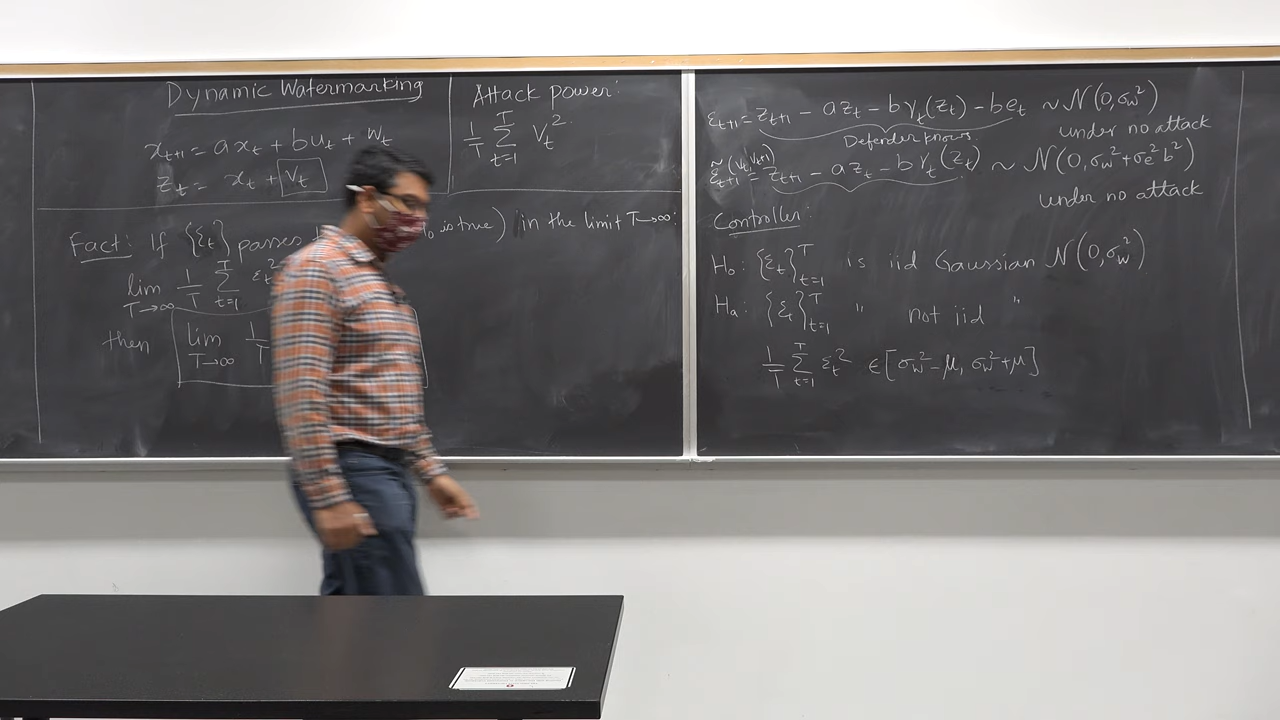 Dynamic Watermarking
x_{t+1} = a x_t + b u_t + w_t
z_t = x_t + v_t
Attack power:
1/T Σ_{t=1}^{T} v_t^2
Fact: If {ε_t} passes is true) in the limit T→∞:
lim_{T→∞} 1/T Σ_{t=1}^{T} ε_t^2
then lim_{T→∞} 1/T
ε_{t+1} = z_{t+1} - a z_t - b γ_t(z_t) - b e_t ~ N(0, σ_w^2)
Defender knows.
under no attack
ε̃_{t+1}(v_t, v_{t+1}) = z_{t+1} - a z_t - b γ_t(z_t) ~ N(0, σ_w^2 + σ_e^2 b^2)
under no attack
Controller:
H_0: {ε_t}_{t=1}^{T} is iid Gaussian N(0, σ_w^2)
H_a: {ε_t}_{t=1}^{T} " not iid "
1/T Σ_{t=1}^{T} ε_t^2 ∈ [σ_w^2 - μ, σ_w^2 + μ]